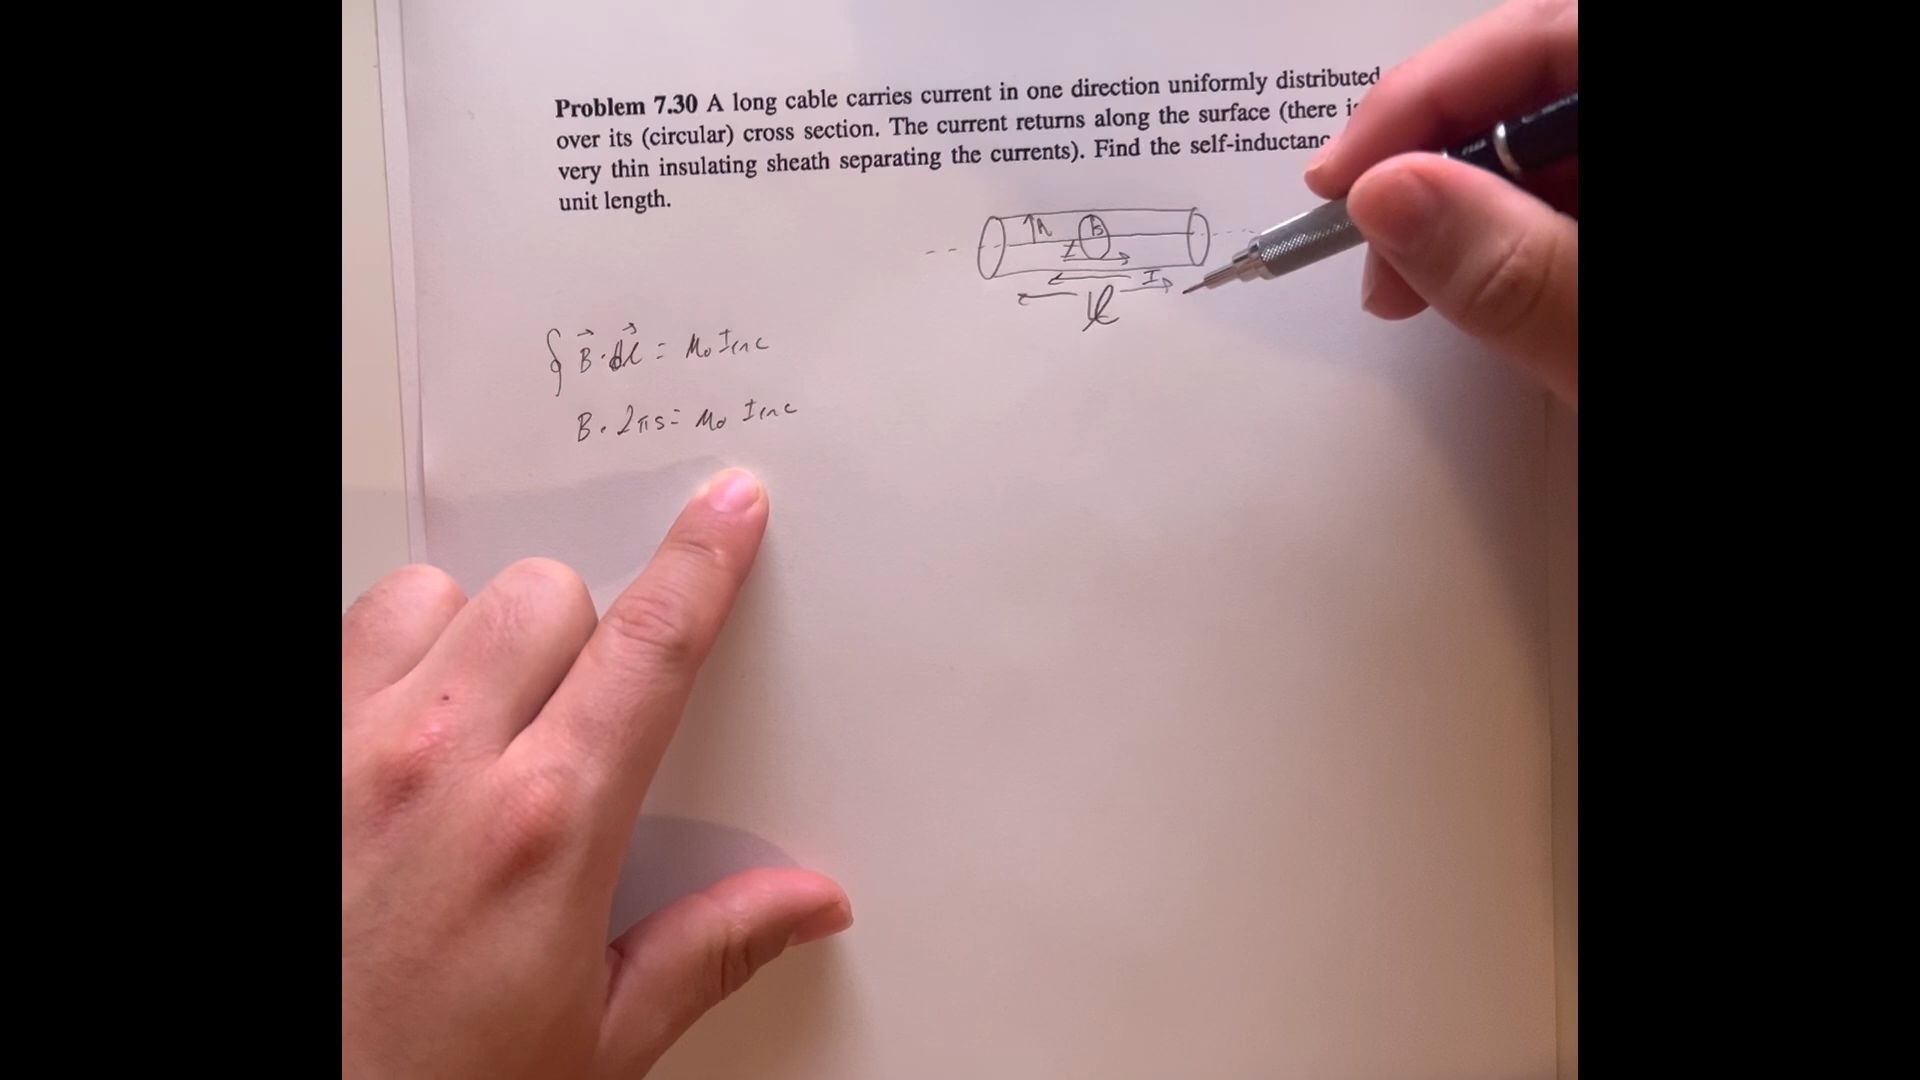 Problem 7.30 A long cable carries current in one direction uniformly distributed
over its (circular) cross section. The current returns along the surface (there
very thin insulating sheath separating the currents). Find the self-inductanc
unit length.
R s
I
I
ℓ
∮ B⃗ · dl⃗ = μ₀ Ienc
B · 2πs = μ₀ Ienc